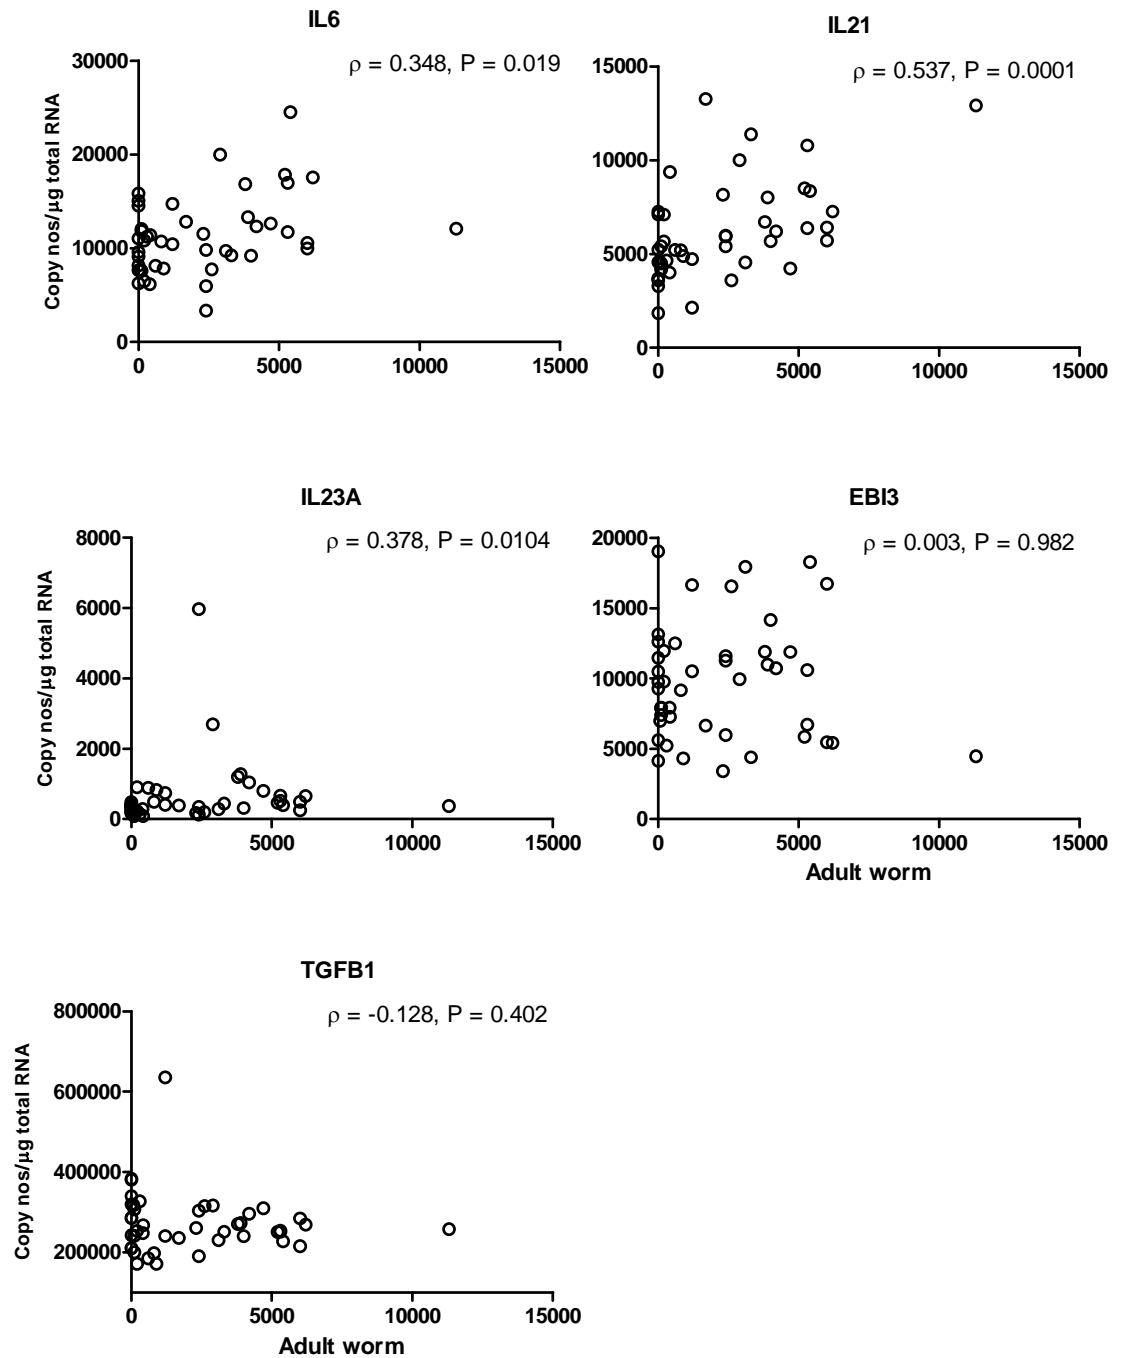 IL6
ρ = 0.348, P = 0.019
Copy nos/µg total RNA
30000
20000
10000
0
0 5000 10000 15000
IL21
ρ = 0.537, P = 0.0001
15000
10000
5000
0
0 5000 10000 15000
IL23A
ρ = 0.378, P = 0.0104
Copy nos/µg total RNA
8000
6000
4000
2000
0
0 5000 10000 15000
EBI3
ρ = 0.003, P = 0.982
20000
15000
10000
5000
0
0 5000 10000 15000
Adult worm
TGFB1
ρ = -0.128, P = 0.402
Copy nos/µg total RNA
800000
600000
400000
200000
0 5000 10000 15000
Adult worm